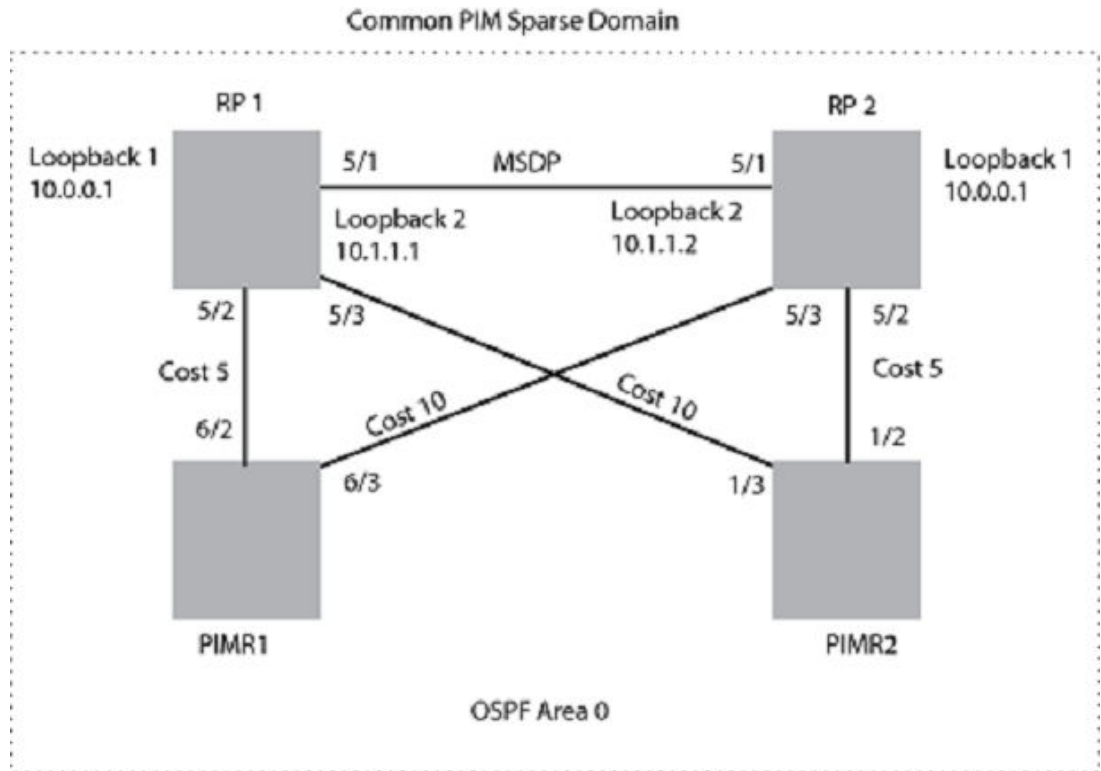 Common PIM Sparse Domain
RP 1
RP 2
Loopback 1
10.0.0.1
5/1
MSDP
5/1
Loopback 1
10.0.0.1
Loopback 2
10.1.1.1
Loopback 2
10.1.1.2
5/2
5/3
5/3
5/2
Cost 5
Cost 10
Cost 10
Cost 5
6/2
1/2
6/3
1/3
PIMR1
PIMR2
OSPF Area 0